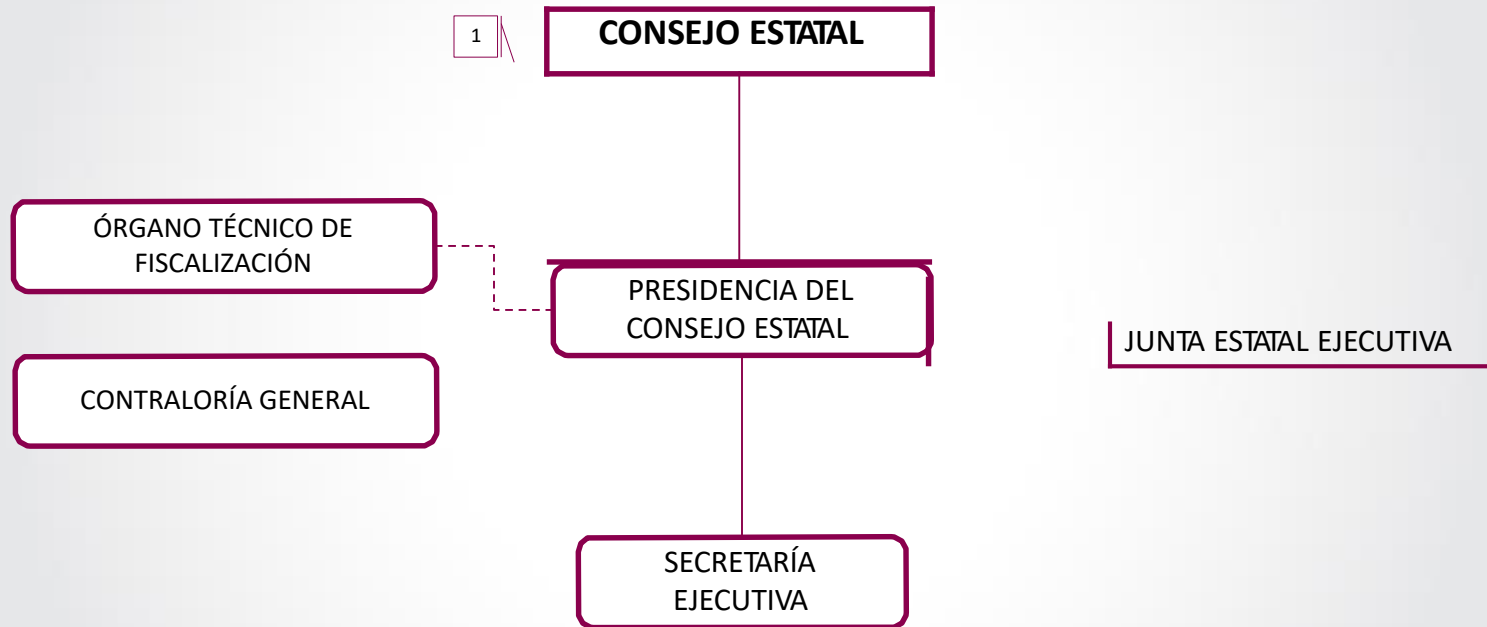 1
CONSEJO ESTATAL
ÓRGANO TÉCNICO DE
FISCALIZACIÓN
PRESIDENCIA DEL
CONSEJO ESTATAL
JUNTA ESTATAL EJECUTIVA
CONTRALORÍA GENERAL
SECRETARÍA
EJECUTIVA